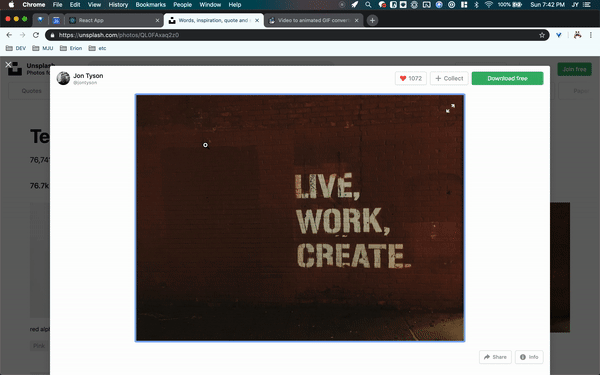 Chrome File Edit View History Bookmarks People Window Help 100% Sun 7:42 PM JY
React App Words, inspiration, quote and Video to animated GIF conver
https://unsplash.com/photos/QL0FAxaq2z0
DEV MJU Erion etc
Unsplash
Photos
Join free
Jon Tyson
@jontyson
1072 Collect Download free
Quotes
Te
76,74
76.7k
LIVE,
WORK,
CREATE.
red
Share Info